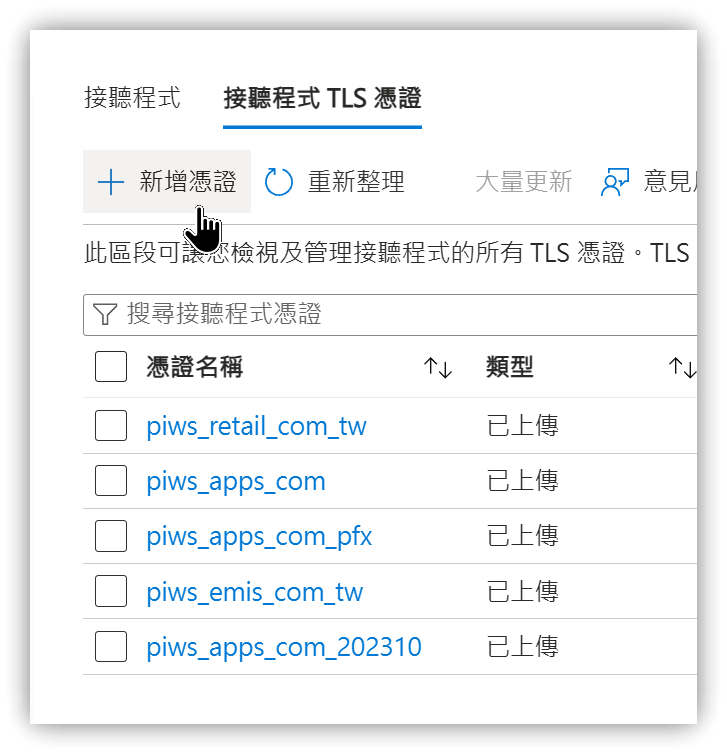 接聽程式 接聽程式 TLS 憑證
新增憑證 重新整理 大量更新 意見
此區段可讓您檢視及管理接聽程式的所有 TLS 憑證。TLS
搜尋接聽程式憑證
憑證名稱 類型
piws_retail_com_tw 已上傳
piws_apps_com 已上傳
piws_apps_com_pfx 已上傳
piws_emis_com_tw 已上傳
piws_apps_com_202310 已上傳